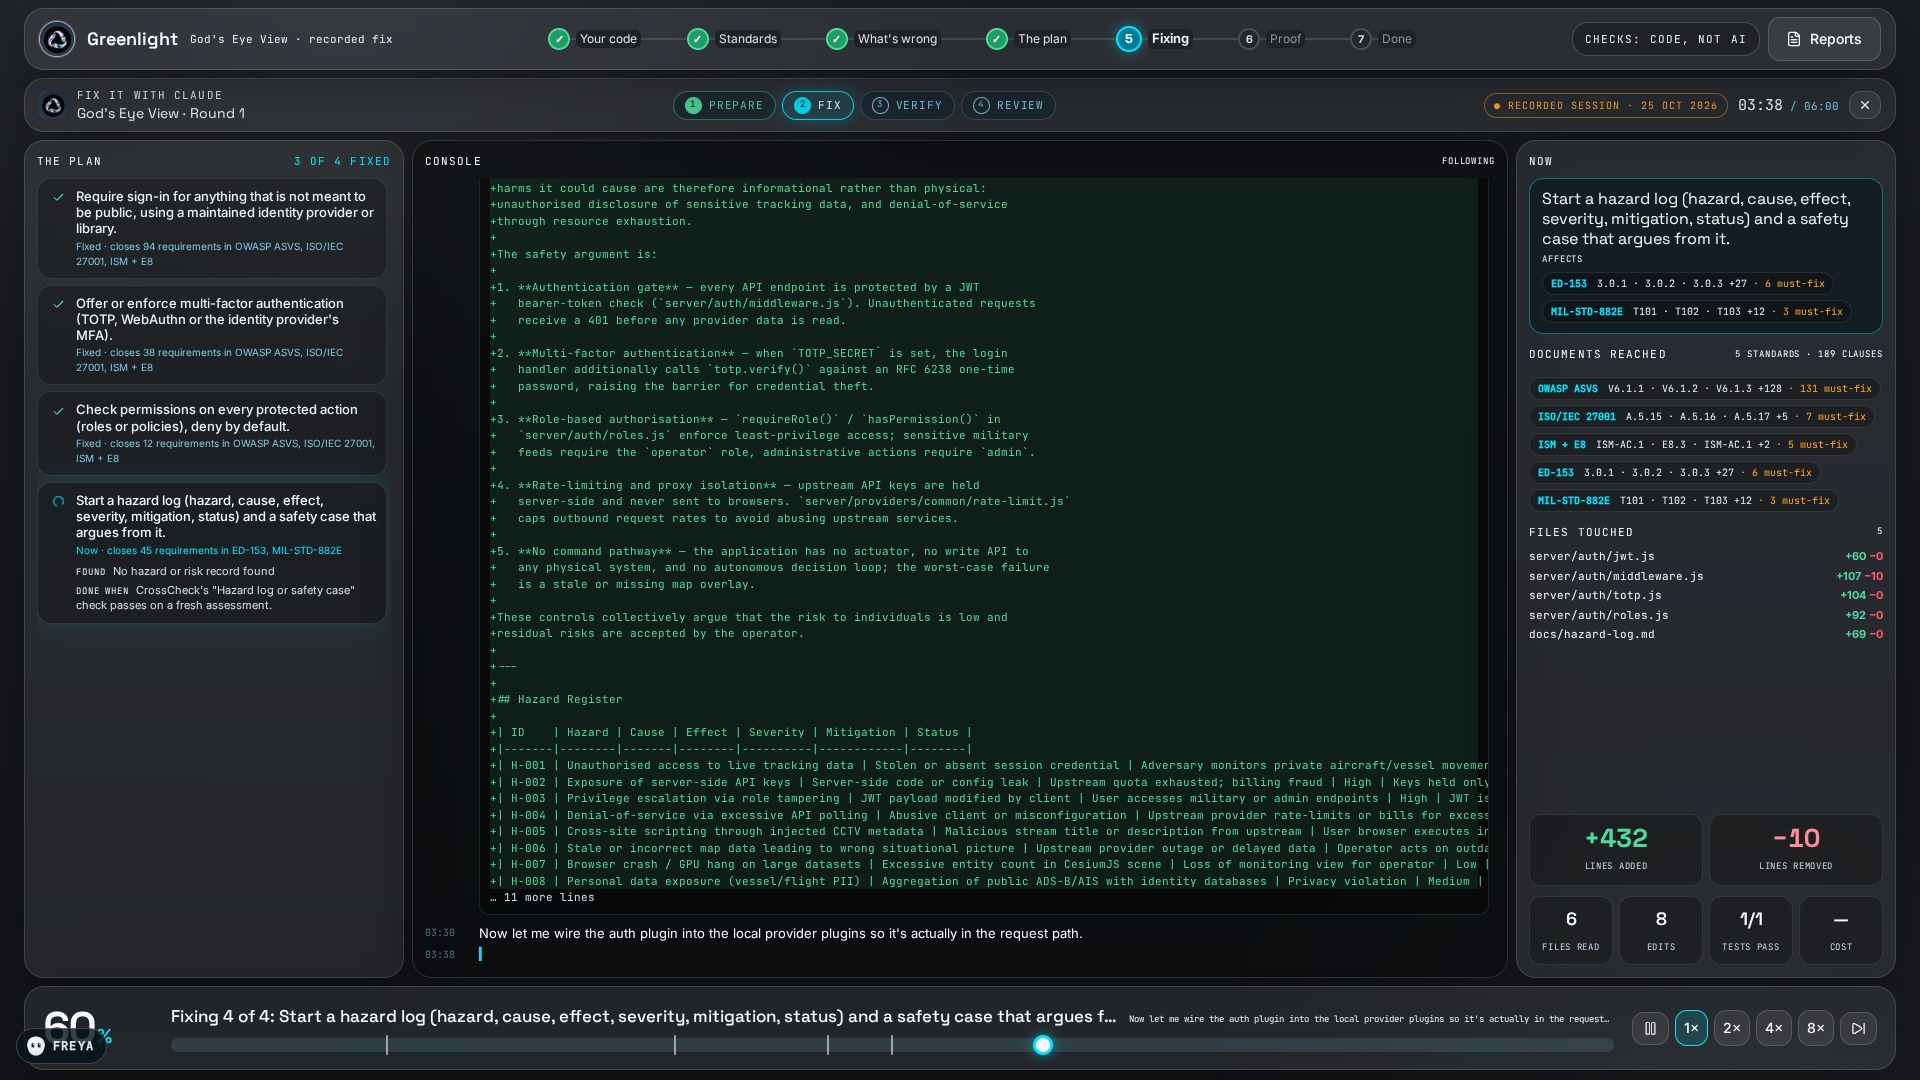 Greenlight
God's Eye View · recorded fix
✓ Your code
✓ Standards
✓ What's wrong
✓ The plan
5 Fixing
6 Proof
7 Done
CHECKS: CODE, NOT AI
Reports
FIX IT WITH CLAUDE
God's Eye View · Round 1
1 PREPARE
2 FIX
3 VERIFY
4 REVIEW
RECORDED SESSION · 25 OCT 2026
03:38 / 06:00
THE PLAN
3 OF 4 FIXED
Require sign-in for anything that is not meant to
be public, using a maintained identity provider or
library.
Fixed · closes 94 requirements in OWASP ASVS, ISO/IEC
27001, ISM + E8
Offer or enforce multi-factor authentication
(TOTP, WebAuthn or the identity provider's
MFA).
Fixed · closes 38 requirements in OWASP ASVS, ISO/IEC
27001, ISM + E8
Check permissions on every protected action
(roles or policies), deny by default.
Fixed · closes 12 requirements in OWASP ASVS, ISO/IEC 27001,
ISM + E8
Start a hazard log (hazard, cause, effect,
severity, mitigation, status) and a safety case that
argues from it.
Now · closes 45 requirements in ED-153, MIL-STD-882E
FOUND No hazard or risk record found
DONE WHEN CrossCheck's "Hazard log or safety case"
check passes on a fresh assessment.
CONSOLE
FOLLOWING
+harms it could cause are therefore informational rather than physical:
+unauthorised disclosure of sensitive tracking data, and denial-of-service
+through resource exhaustion.
+
+The safety argument is:
+
+1. **Authentication gate** — every API endpoint is protected by a JWT
+   bearer-token check (`server/auth/middleware.js`). Unauthenticated requests
+   receive a 401 before any provider data is read.
+
+2. **Multi-factor authentication** — when `TOTP_SECRET` is set, the login
+   handler additionally calls `totp.verify()` against an RFC 6238 one-time
+   password, raising the barrier for credential theft.
+
+3. **Role-based authorisation** — `requireRole()` / `hasPermission()` in
+   `server/auth/roles.js` enforce least-privilege access; sensitive military
+   feeds require the `operator` role, administrative actions require `admin`.
+
+4. **Rate-limiting and proxy isolation** — upstream API keys are held
+   server-side and never sent to browsers. `server/providers/common/rate-limit.js`
+   caps outbound request rates to avoid abusing upstream services.
+
+5. **No command pathway** — the application has no actuator, no write API to
+   any physical system, and no autonomous decision loop; the worst-case failure
+   is a stale or missing map overlay.
+
+These controls collectively argue that the risk to individuals is low and
+residual risks are accepted by the operator.
+
+---
+
+## Hazard Register
+
+| ID    | Hazard | Cause | Effect | Severity | Mitigation | Status |
+|-------|--------|-------|--------|----------|------------|--------|
+| H-001 | Unauthorised access to live tracking data | Stolen or absent session credential | Adversary monitors private aircraft/vessel movemen
+| H-002 | Exposure of server-side API keys | Server-side code or config leak | Upstream quota exhausted; billing fraud | High | Keys held only
+| H-003 | Privilege escalation via role tampering | JWT payload modified by client | User accesses military or admin endpoints | High | JWT is
+| H-004 | Denial-of-service via excessive API polling | Abusive client or misconfiguration | Upstream provider rate-limits or bills for excess
+| H-005 | Cross-site scripting through injected CCTV metadata | Malicious stream title or description from upstream | User browser executes in
+| H-006 | Stale or incorrect map data leading to wrong situational picture | Upstream provider outage or delayed data | Operator acts on outda
+| H-007 | Browser crash / GPU hang on large datasets | Excessive entity count in CesiumJS scene | Loss of monitoring view for operator | Low |
+| H-008 | Personal data exposure (vessel/flight PII) | Aggregation of public ADS-B/AIS with identity databases | Privacy violation | Medium |
… 11 more lines
03:30 Now let me wire the auth plugin into the local provider plugins so it's actually in the request path.
03:38
NOW
Start a hazard log (hazard, cause, effect,
severity, mitigation, status) and a safety
case that argues from it.
AFFECTS
ED-153 3.0.1 · 3.0.2 · 3.0.3 +27 · 6 must-fix
MIL-STD-882E T101 · T102 · T103 +12 · 3 must-fix
DOCUMENTS REACHED
5 STANDARDS · 189 CLAUSES
OWASP ASVS V6.1.1 · V6.1.2 · V6.1.3 +128 · 131 must-fix
ISO/IEC 27001 A.5.15 · A.5.16 · A.5.17 +5 · 7 must-fix
ISM + E8 ISM-AC.1 · E8.3 · ISM-AC.1 +2 · 5 must-fix
ED-153 3.0.1 · 3.0.2 · 3.0.3 +27 · 6 must-fix
MIL-STD-882E T101 · T102 · T103 +12 · 3 must-fix
FILES TOUCHED
5
server/auth/jwt.js +60 −0
server/auth/middleware.js +107 −10
server/auth/totp.js +104 −0
server/auth/roles.js +92 −0
docs/hazard-log.md +69 −0
+432
LINES ADDED
−10
LINES REMOVED
6
FILES READ
8
EDITS
1/1
TESTS PASS
—
COST
60%
FREYA
Fixing 4 of 4: Start a hazard log (hazard, cause, effect, severity, mitigation, status) and a safety case that argues f…
Now let me wire the auth plugin into the local provider plugins so it's actually in the request…
1×
2×
4×
8×